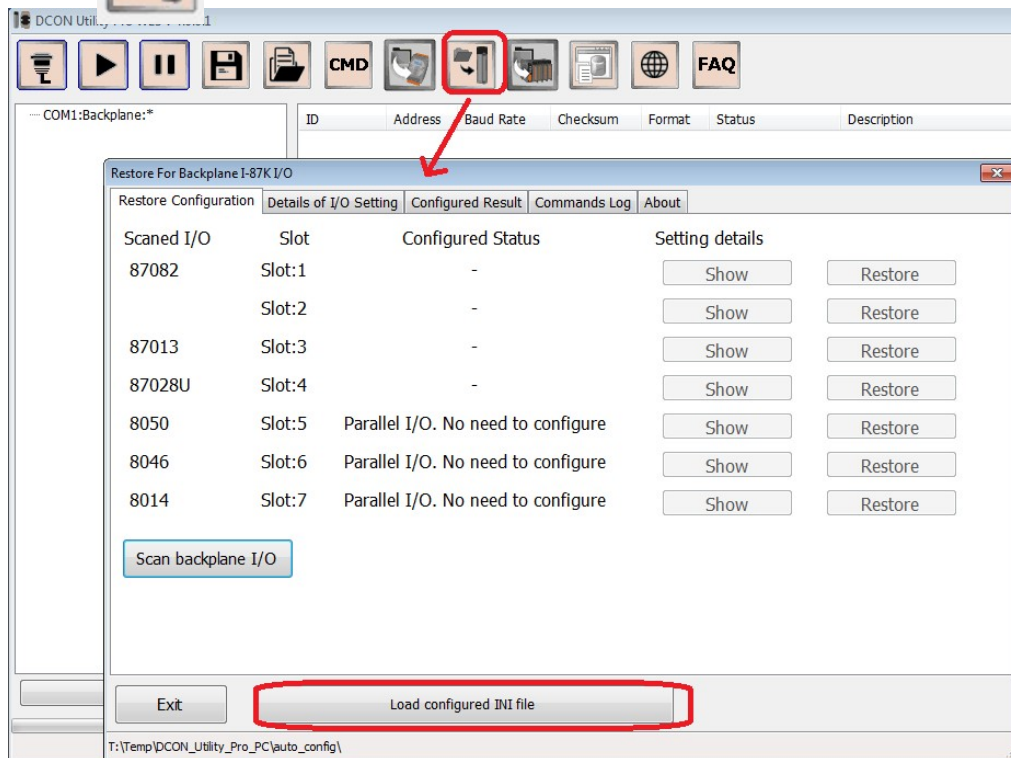 DCON Utility Pro
CMD
FAQ
COM1:Backplane:*
ID Address Baud Rate Checksum Format Status Description
Restore For Backplane I-87K I/O
Restore Configuration Details of I/O Setting Configured Result Commands Log About
Scaned I/O Slot Configured Status Setting details
87082 Slot:1 - Show Restore
Slot:2 - Show Restore
87013 Slot:3 - Show Restore
87028U Slot:4 - Show Restore
8050 Slot:5 Parallel I/O. No need to configure Show Restore
8046 Slot:6 Parallel I/O. No need to configure Show Restore
8014 Slot:7 Parallel I/O. No need to configure Show Restore
Scan backplane I/O
Exit Load configured INI file
T:\Temp\DCON_Utility_Pro_PC\auto_config\